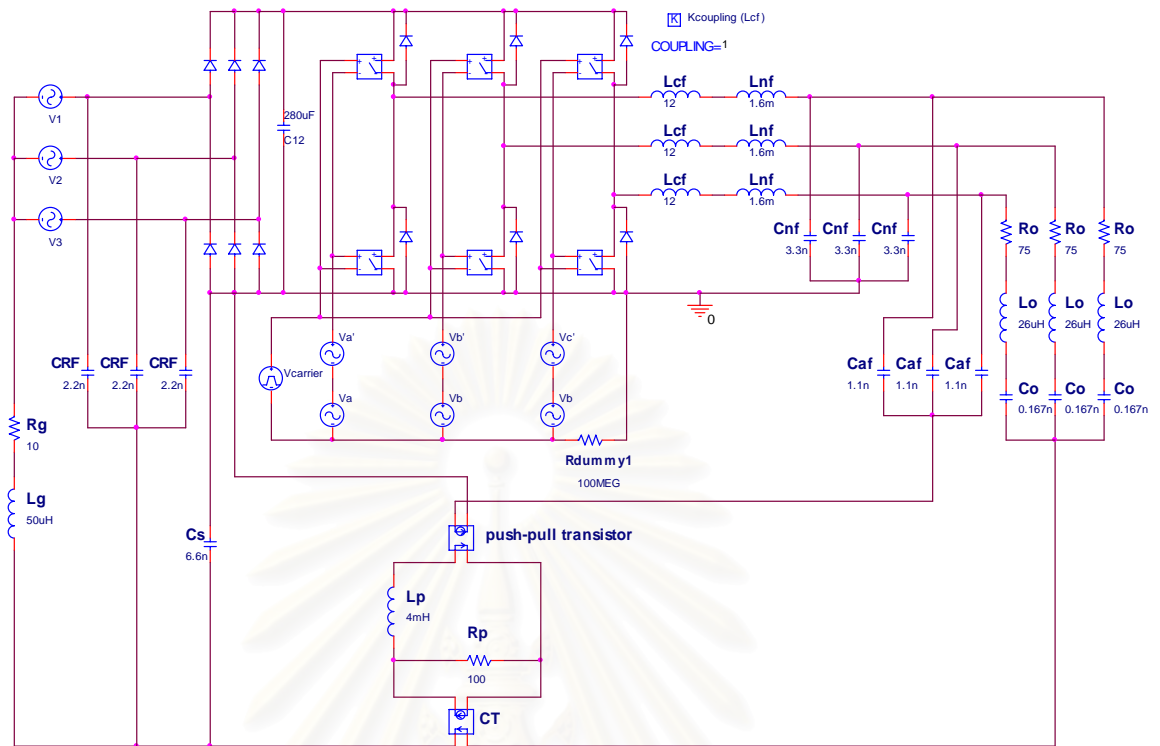 K Kcoupling (Lcf)
COUPLING=1
V1
V2
V3
280uF
C12
Lcf
12
Lnf
1.6m
Lcf
12
Lnf
1.6m
Lcf
12
Lnf
1.6m
Cnf
3.3n
Cnf
3.3n
Cnf
3.3n
Ro
75
Ro
75
Ro
75
Lo
26uH
Lo
26uH
Lo
26uH
0
CRF
2.2n
CRF
2.2n
CRF
2.2n
Vcarrier
Va'
Vb'
Vc'
Va
Vb
Vb
Caf
1.1n
Caf
1.1n
Caf
1.1n
Co
0.167n
Co
0.167n
Co
0.167n
Rg
10
Rdummy1
100MEG
Lg
50uH
Cs
6.6n
push-pull transistor
Lp
4mH
Rp
100
CT